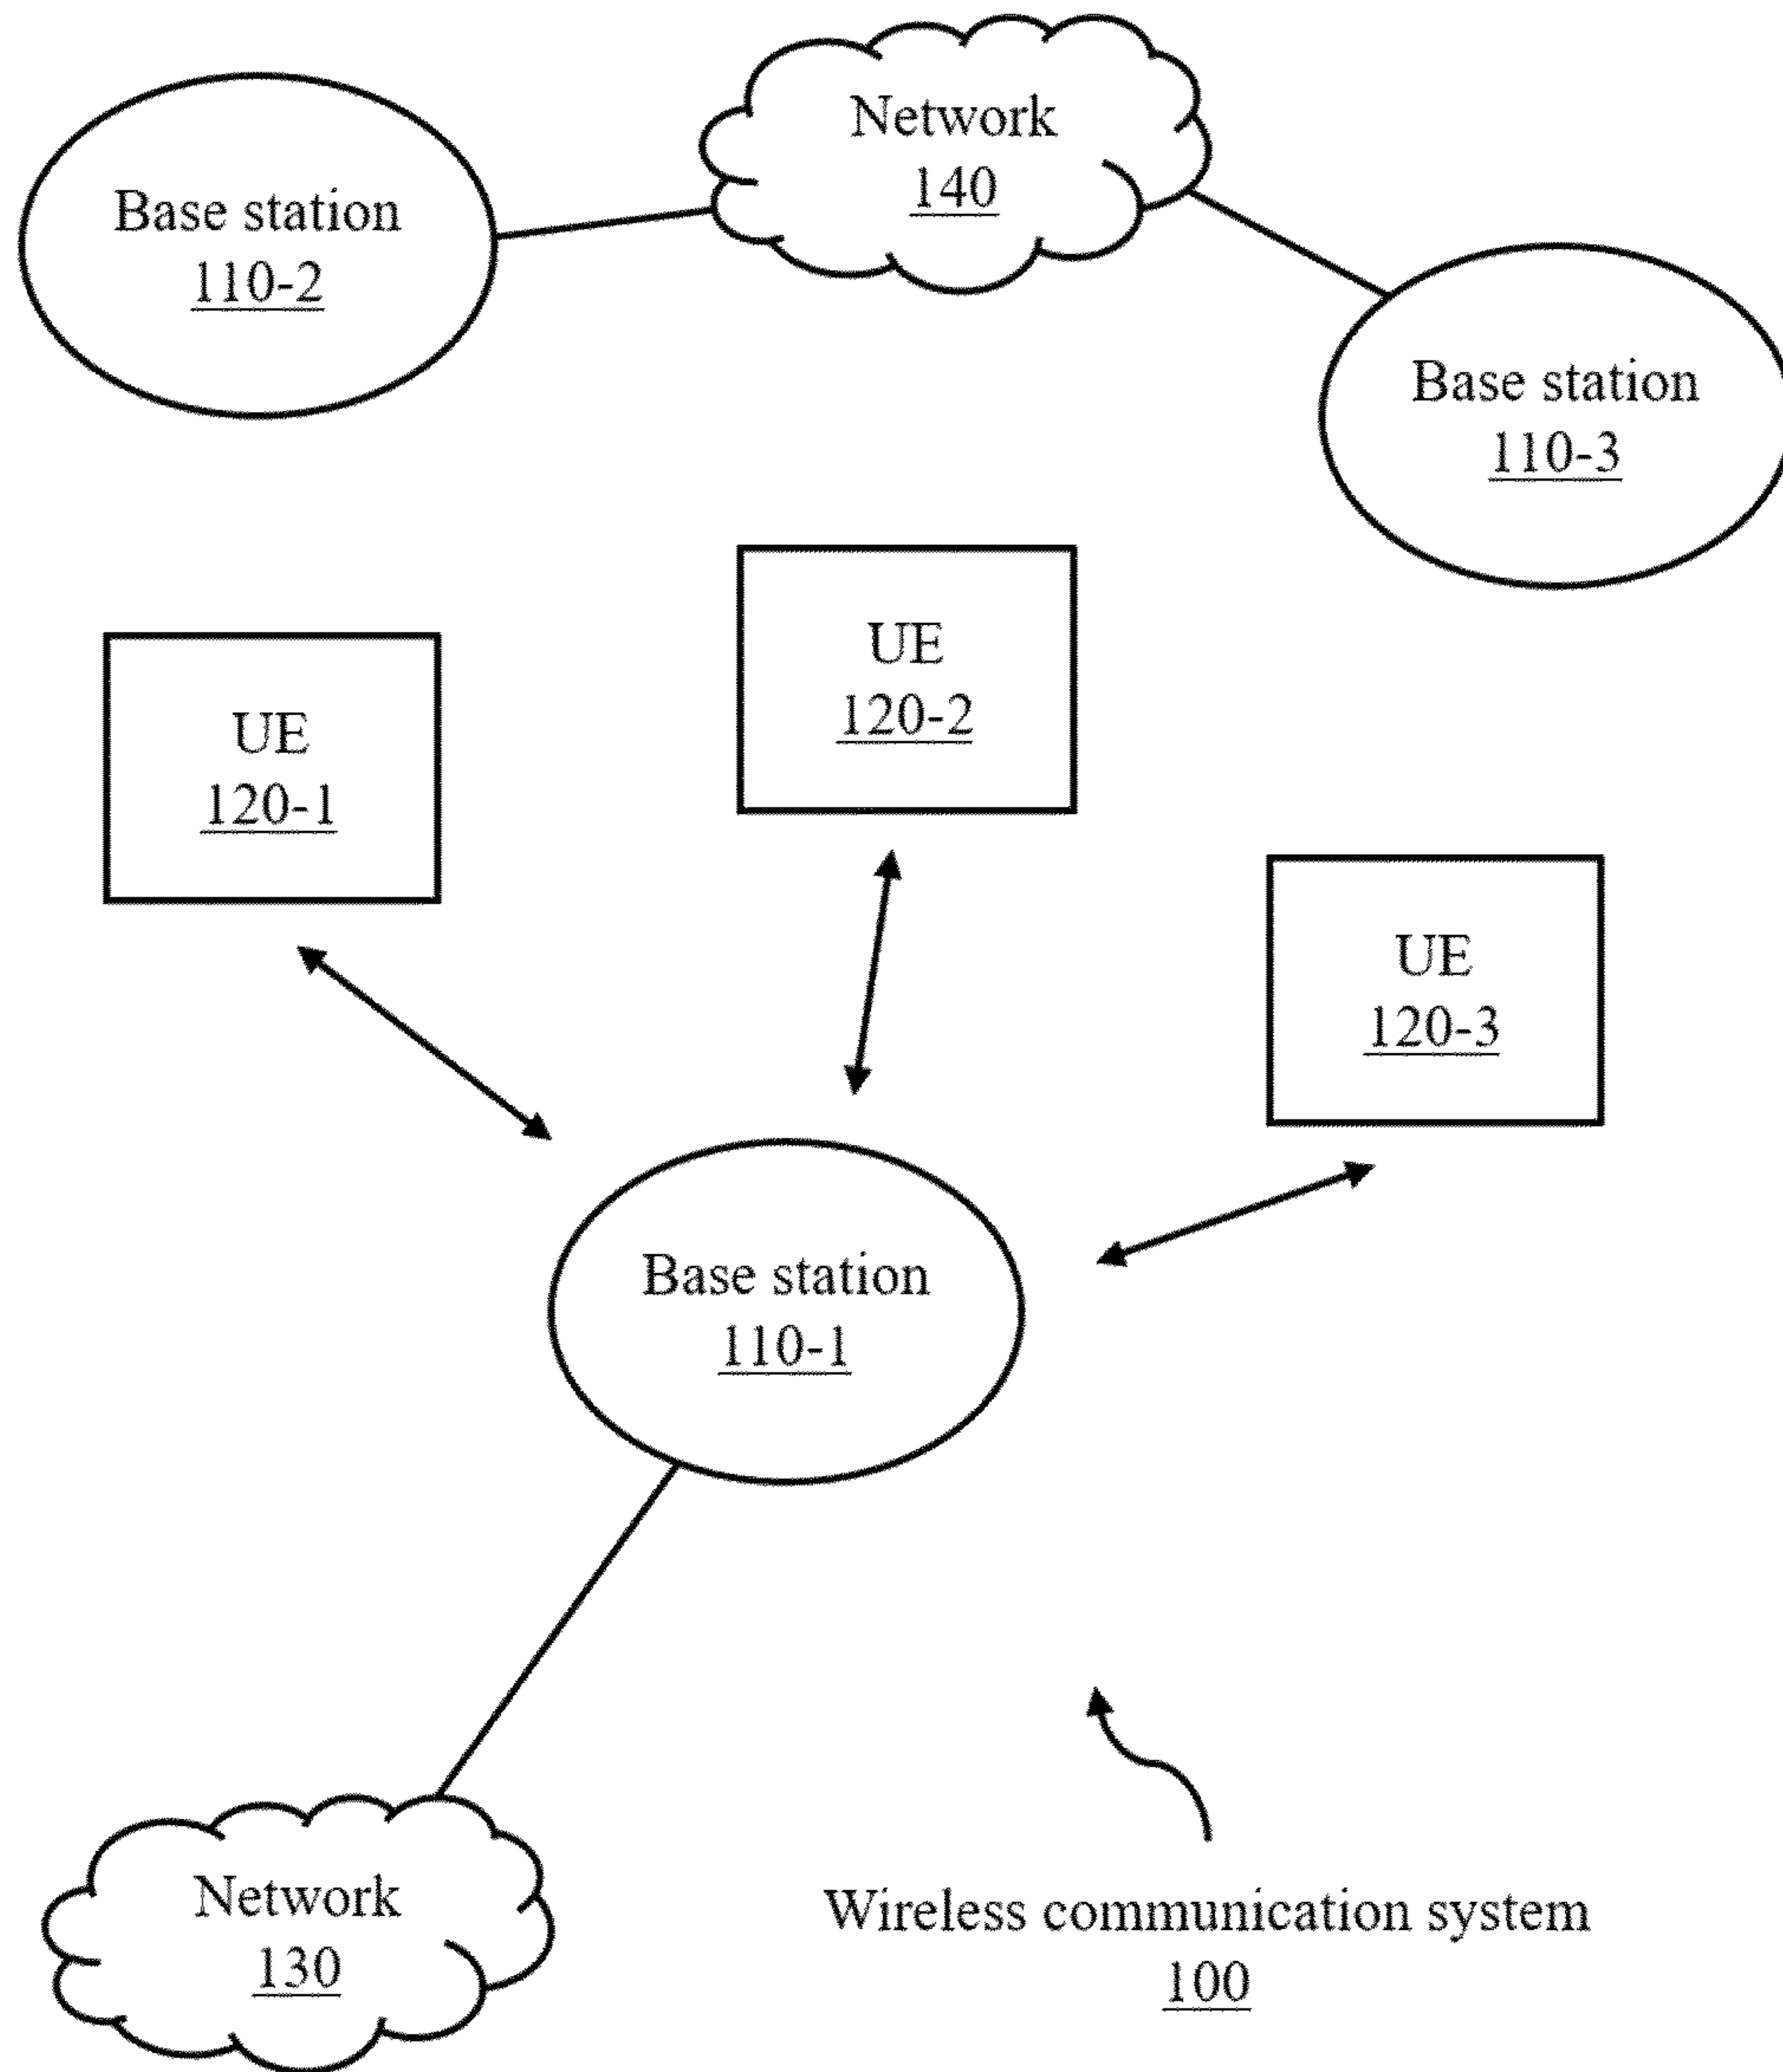 Network
140
Base station
110-2
Base station
110-3
UE
120-2
UE
120-1
UE
120-3
Base station
110-1
Network
130
Wireless communication system
100